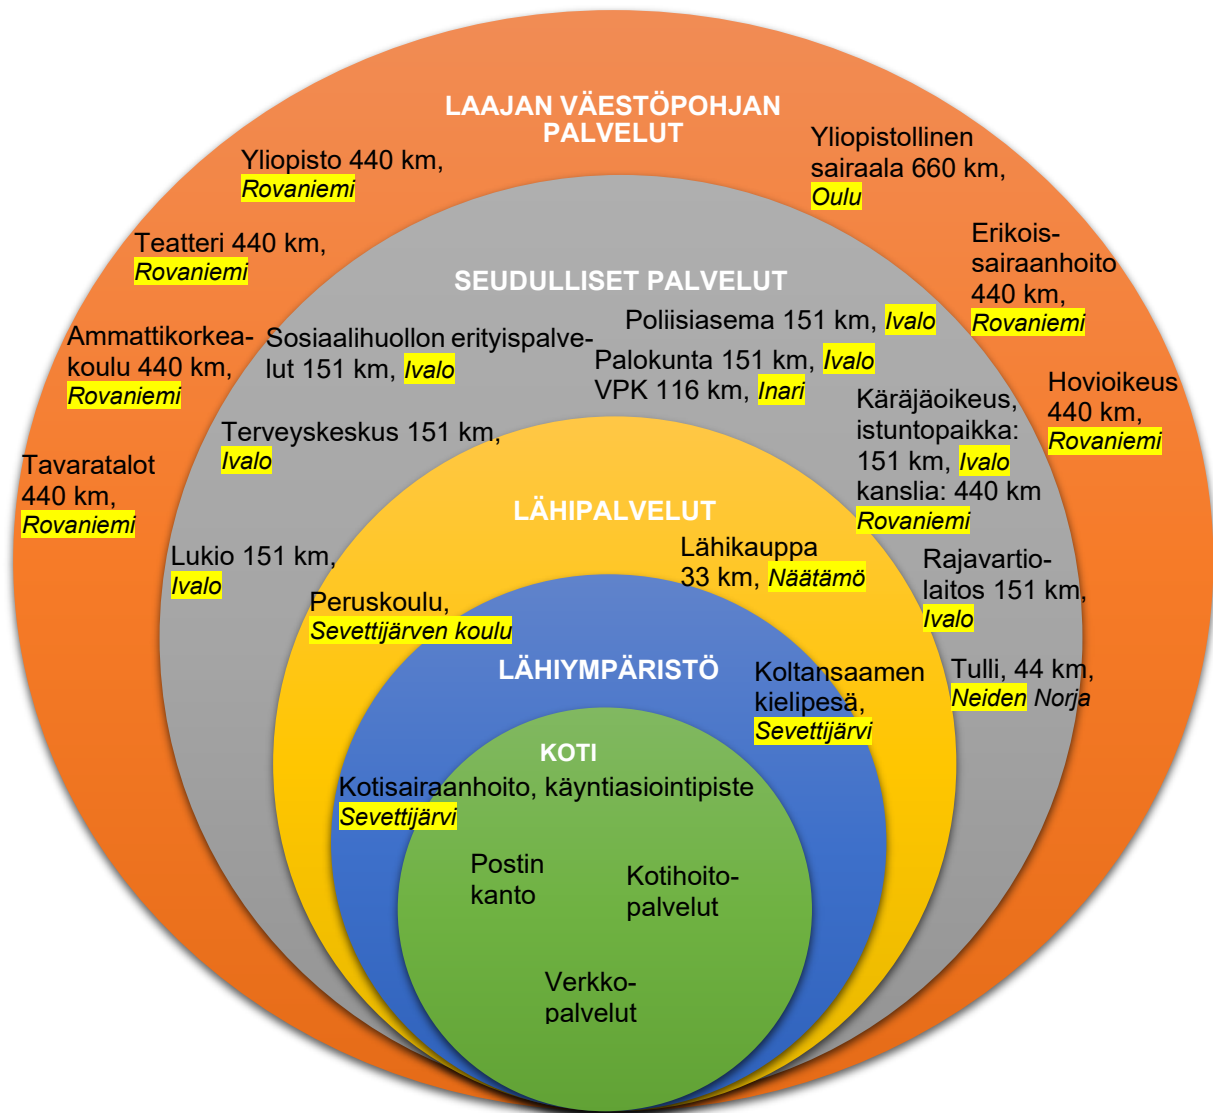 LAAJAN VÄESTÖPOHJAN
PALVELUT
Yliopisto 440 km,
Rovaniemi
Yliopistollinen
sairaala 660 km,
Oulu
Teatteri 440 km,
Rovaniemi
Erikois-
sairaanhoito
440 km,
Rovaniemi
Ammattikorkea-
koulu 440 km,
Rovaniemi
Hovioikeus
440 km,
Rovaniemi
Tavaratalot
440 km,
Rovaniemi
SEUDULLISET PALVELUT
Poliisiasema 151 km, Ivalo
Sosiaalihuollon erityispalve-
lut 151 km, Ivalo
Palokunta 151 km, Ivalo
VPK 116 km, Inari
Terveyskeskus 151 km,
Ivalo
Käräjäoikeus,
istuntopaikka:
151 km, Ivalo
kanslia: 440 km
Rovaniemi
Lukio 151 km,
Ivalo
Rajavartio-
laitos 151 km,
Ivalo
Tulli, 44 km,
Neiden Norja
LÄHIPALVELUT
Lähikauppa
33 km, Näätämö
Peruskoulu,
Sevettijärven koulu
Koltansaamen
kielipesä,
Sevettijärvi
LÄHIYMPÄRISTÖ
KOTI
Kotisairaanhoito, käyntiasiointipiste
Sevettijärvi
Postin
kanto
Kotihoito-
palvelut
Verkko-
palvelut